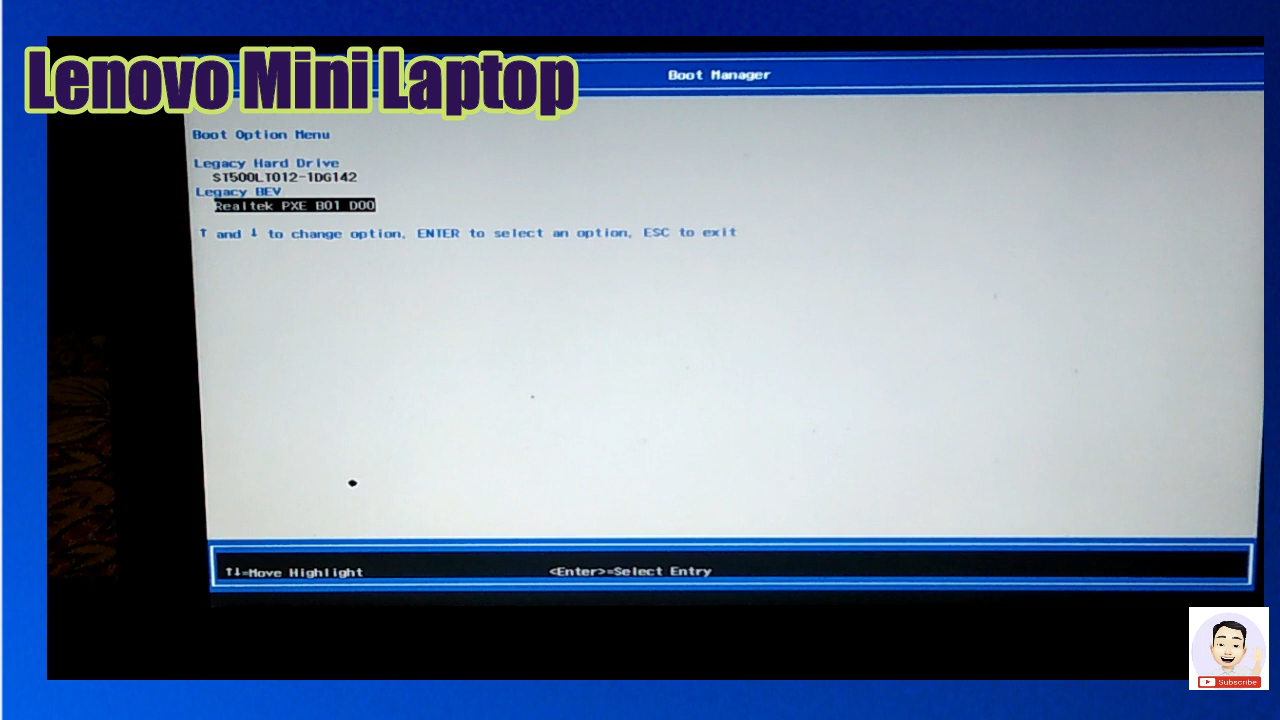 Lenovo Mini Laptop
Boot Manager
Boot Option Menu
Legacy Hard Drive
ST500LT012-1DG142
Legacy BEV
Realtek PXE B01 D00
↑ and ↓ to change option, ENTER to select an option, ESC to exit
↑↓=Move Highlight <Enter>=Select Entry
Subscribe